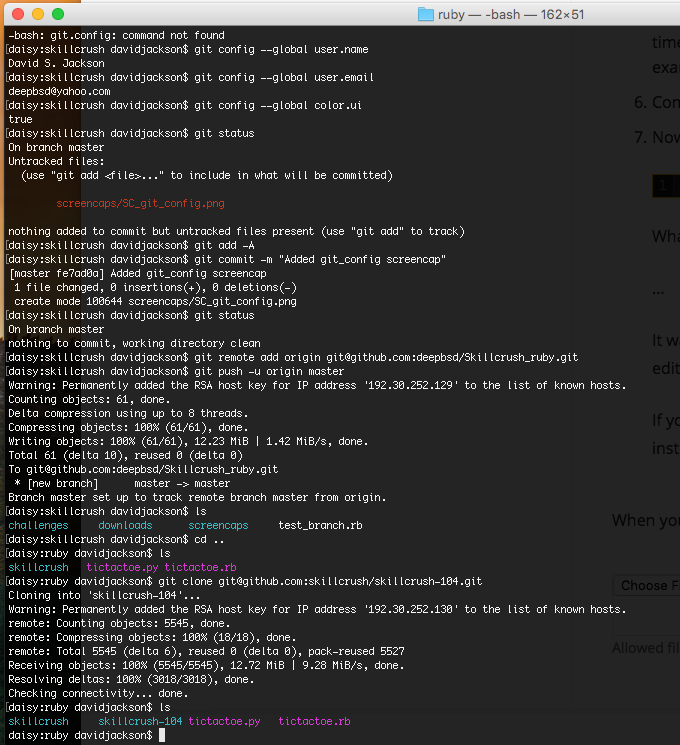 ruby — -bash — 162×51
-bash: git.config: command not found
[daisy:skillcrush davidjackson$ git config --global user.name
David S. Jackson
[daisy:skillcrush davidjackson$ git config --global user.email
deepbsd@yahoo.com
[daisy:skillcrush davidjackson$ git config --global color.ui
true
[daisy:skillcrush davidjackson$ git status
On branch master
Untracked files:
  (use "git add <file>..." to include in what will be committed)
        screencaps/SC_git_config.png
nothing added to commit but untracked files present (use "git add" to track)
[daisy:skillcrush davidjackson$ git add -A
[daisy:skillcrush davidjackson$ git commit -m "Added git_config screencap"
[master fe7ad0a] Added git_config screencap
 1 file changed, 0 insertions(+), 0 deletions(-)
 create mode 100644 screencaps/SC_git_config.png
[daisy:skillcrush davidjackson$ git status
On branch master
nothing to commit, working directory clean
[daisy:skillcrush davidjackson$ git remote add origin git@github.com:deepbsd/Skillcrush_ruby.git
[daisy:skillcrush davidjackson$ git push -u origin master
Warning: Permanently added the RSA host key for IP address '192.30.252.129' to the list of known hosts.
Counting objects: 61, done.
Delta compression using up to 8 threads.
Compressing objects: 100% (61/61), done.
Writing objects: 100% (61/61), 12.23 MiB | 1.42 MiB/s, done.
Total 61 (delta 10), reused 0 (delta 0)
To git@github.com:deepbsd/Skillcrush_ruby.git
 * [new branch]      master -> master
Branch master set up to track remote branch master from origin.
[daisy:skillcrush davidjackson$ ls
challenges     downloads      screencaps     test_branch.rb
[daisy:skillcrush davidjackson$ cd ..
[daisy:ruby davidjackson$ ls
skillcrush   tictactoe.py tictactoe.rb
[daisy:ruby davidjackson$ git clone git@github.com:skillcrush/skillcrush-104.git
Cloning into 'skillcrush-104'...
Warning: Permanently added the RSA host key for IP address '192.30.252.130' to the list of known hosts.
remote: Counting objects: 5545, done.
remote: Compressing objects: 100% (18/18), done.
remote: Total 5545 (delta 6), reused 0 (delta 0), pack-reused 5527
Receiving objects: 100% (5545/5545), 12.72 MiB | 9.28 MiB/s, done.
Resolving deltas: 100% (3018/3018), done.
Checking connectivity... done.
[daisy:ruby davidjackson$ ls
skillcrush     skillcrush-104 tictactoe.py   tictactoe.rb
daisy:ruby davidjackson$
time
exa
6. Con
7. Nov
1
Wha
...
It wa
edit
If yo
inst
When you
Choose F
Allowed fil